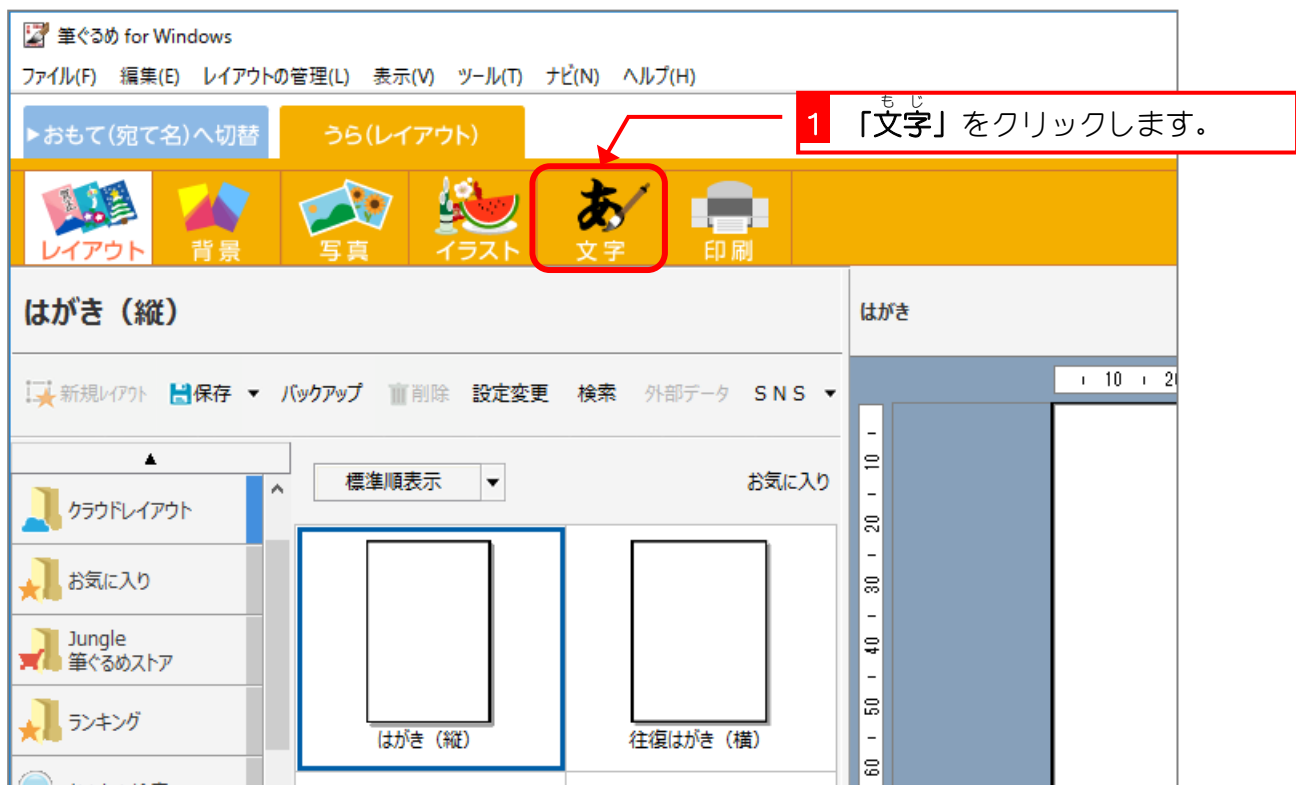 筆ぐるめ for Windows
ファイル(F) 編集(E) レイアウトの管理(L) 表示(V) ツール(T) ナビ(N) ヘルプ(H)
▶おもて(宛て名)へ切替 うら(レイアウト)
1 「文字」をクリックします。
もじ
レイアウト 背景 写真 イラスト あ 文字 印刷
はがき（縦）
はがき
新規レイアウト 保存 ▼ バックアップ 削除 設定変更 検索 外部データ SNS ▼
10
▲
標準順表示 ▼ お気に入り
クラウドレイアウト
お気に入り
Jungle
筆ぐるめストア
ランキング
はがき（縦） 往復はがき（横）
10
20
30
40
50
60